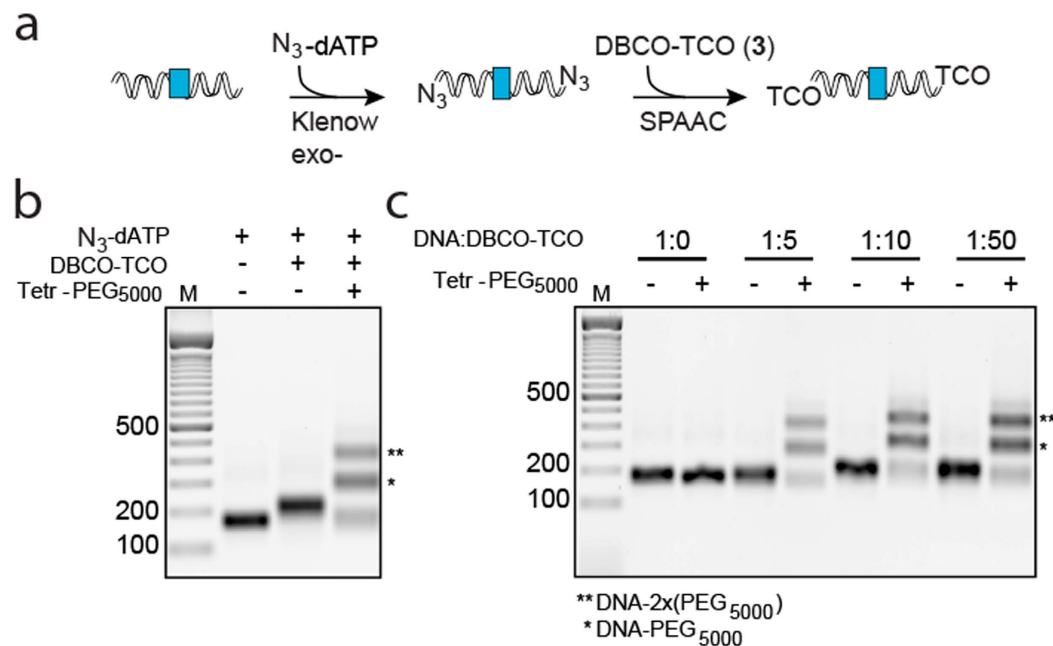 a
N3-dATP
DBCO-TCO (3)
N3
N3
TCO
TCO
Klenow
exo-
SPAAC
b
N3-dATP + + +
DBCO-TCO - + +
Tetr -PEG5000 - - +
M
500
200
100
**
*
c
DNA:DBCO-TCO 1:0 1:5 1:10 1:50
Tetr -PEG5000 - + - + - + - +
M
500
200
100
**
*
** DNA-2x(PEG5000)
* DNA-PEG5000